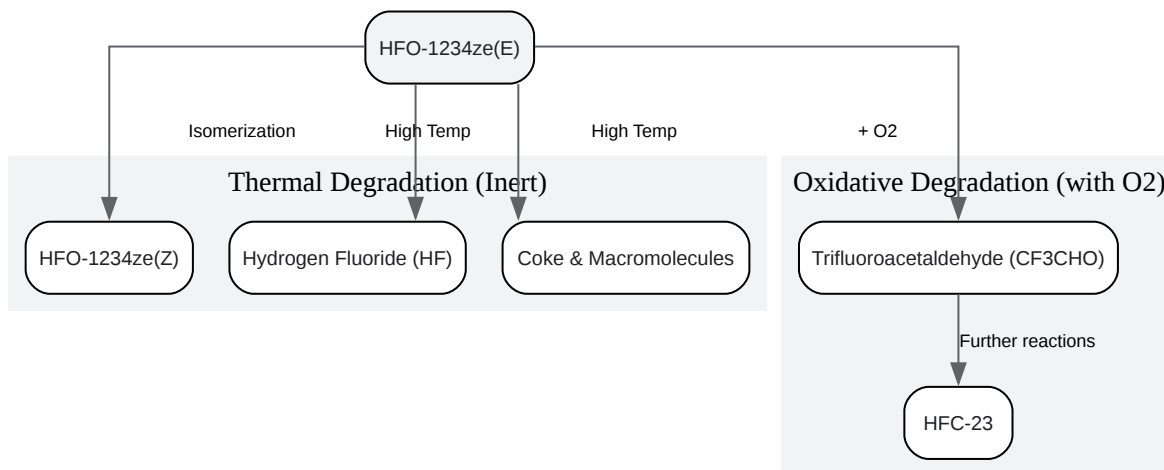 HFO-1234ze(E)
Isomerization
High Temp
High Temp
+ O2
Thermal Degradation (Inert)
Oxidative Degradation (with O2)
HFO-1234ze(Z)
Hydrogen Fluoride (HF)
Coke & Macromolecules
Trifluoroacetaldehyde (CF3CHO)
Further reactions
HFC-23